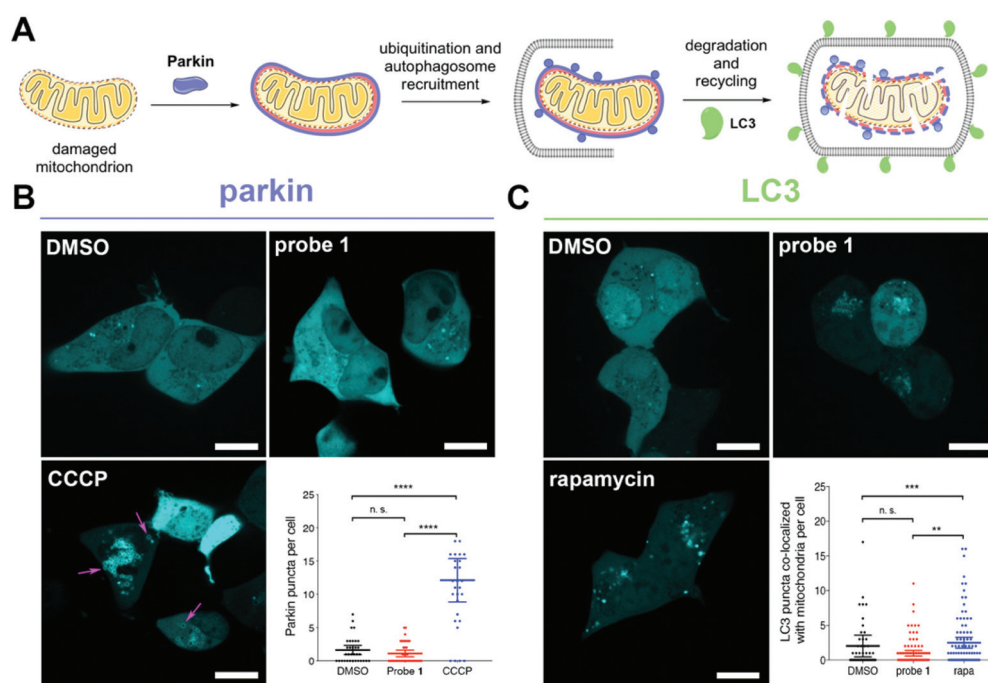 A
Parkin
damaged
mitochondrion
ubiquitination and
autophagosome
recruitment
degradation
and
recycling
LC3
B
parkin
DMSO
probe 1
CCCP
Parkin puncta per cell
25
20
15
10
5
0
****
n. s.
****
DMSO
Probe 1
CCCP
C
LC3
DMSO
probe 1
rapamycin
LC3 puncta co-localized
with mitochondria per cell
25
20
15
10
5
0
***
n. s.
**
DMSO
probe 1
rapa